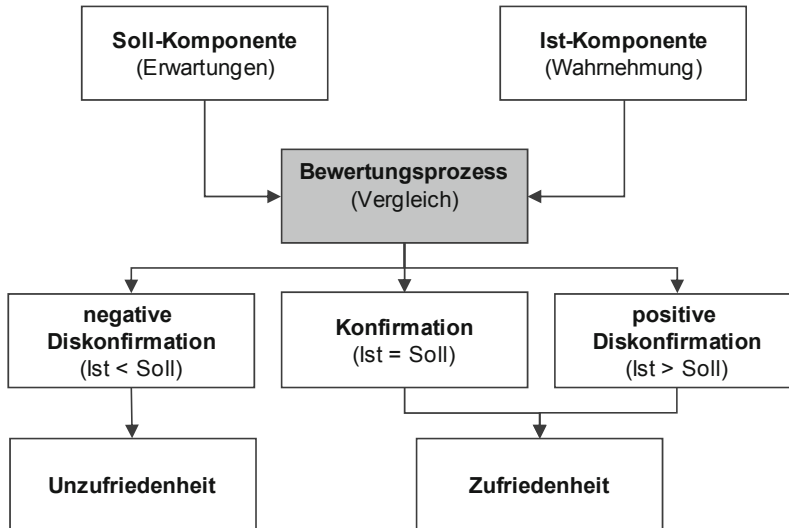 Soll-Komponente
(Erwartungen)
Ist-Komponente
(Wahrnehmung)
Bewertungsprozess
(Vergleich)
negative
Diskonfirmation
(Ist < Soll)
Konfirmation
(Ist = Soll)
positive
Diskonfirmation
(Ist > Soll)
Unzufriedenheit
Zufriedenheit